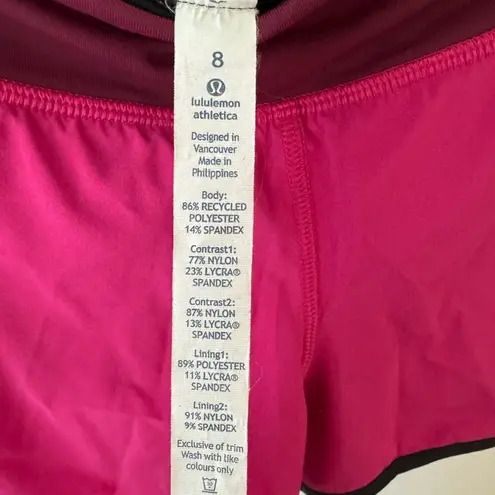 8
lululemon
athletica
Designed in
Vancouver
Made in
Philippines
Body:
86% RECYCLED
POLYESTER
14% SPANDEX
Contrast1:
77% NYLON
23% LYCRA®
SPANDEX
Contrast2:
87% NYLON
13% LYCRA®
SPANDEX
Lining1:
89% POLYESTER
11% LYCRA®
SPANDEX
Lining2:
91% NYLON
9% SPANDEX
Exclusive of trim
Wash with like
colours only
30